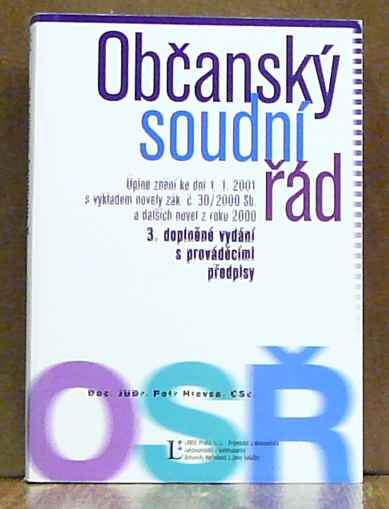 Občanský
soudní
řád
Úplné znění ke dni 1. 1. 2001
s výkladem novely zák. č. 30/2000 Sb.
a dalších novel z roku 2000
3. doplněné vydání
s prováděcími
předpisy
OSŘ
Doc. JUDr. Petr Hlavsa, CSc.
L